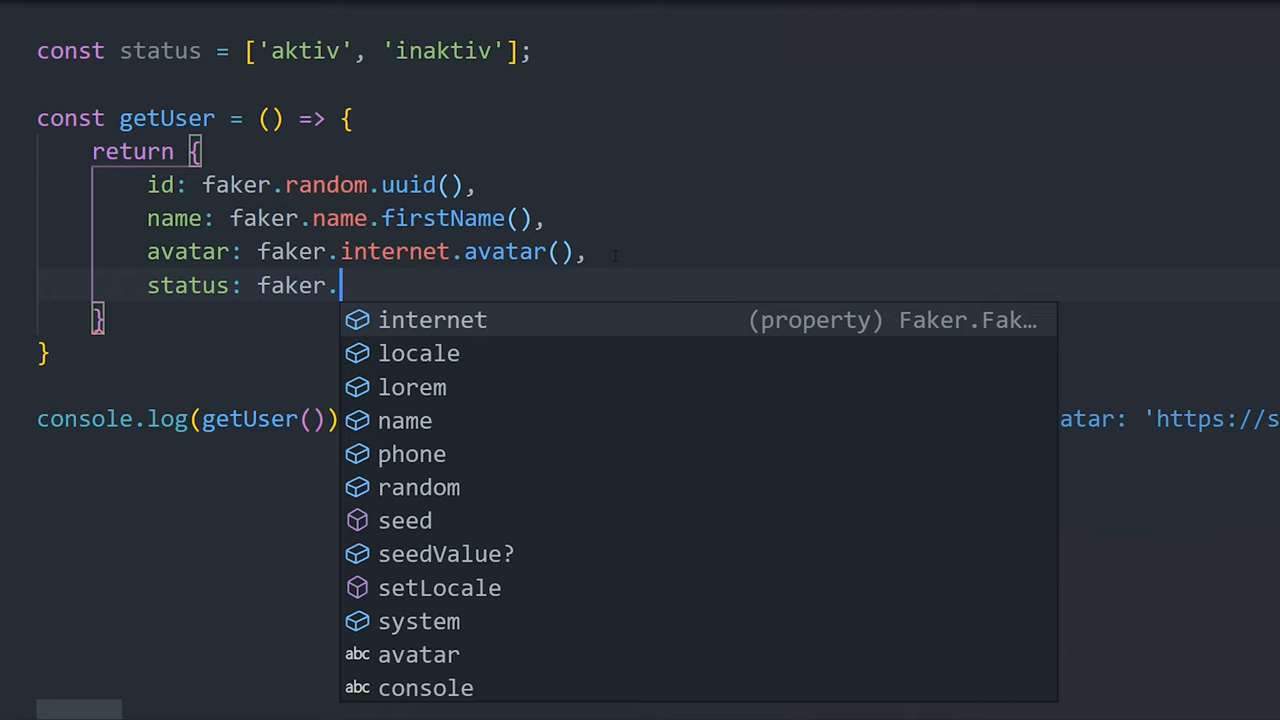 const status = ['aktiv', 'inaktiv'];
const getUser = () => {
return {
id: faker.random.uuid(),
name: faker.name.firstName(),
avatar: faker.internet.avatar(),
status: faker.
}
}
console.log(getUser()) atar: 'https://s
internet (property) Faker.Fak…
locale
lorem
name
phone
random
seed
seedValue?
setLocale
system
abc avatar
abc console